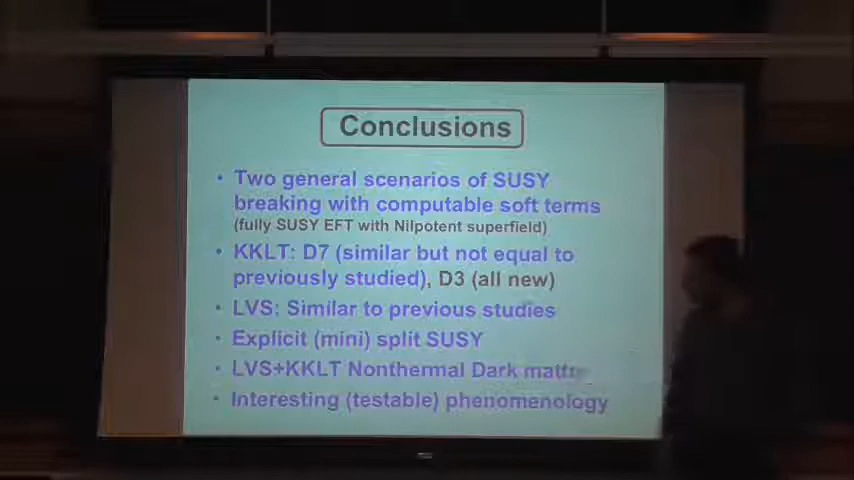 Conclusions
• Two general scenarios of SUSY
breaking with computable soft terms
(fully SUSY EFT with Nilpotent superfield)
• KKLT: D7 (similar but not equal to
previously studied), D3 (all new)
• LVS: Similar to previous studies
• Explicit (mini) split SUSY
• LVS+KKLT Nonthermal Dark matter
• Interesting (testable) phenomenology